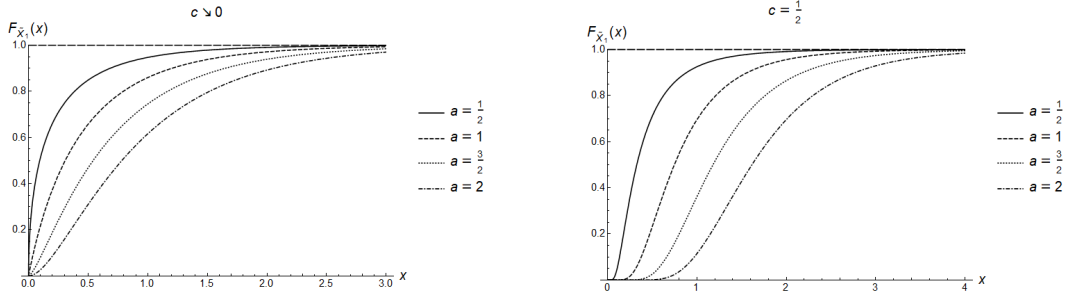 c ↘ 0
F_{X̃_1}(x)
1.0
0.8
0.6
0.4
0.2
0.0 0.5 1.0 1.5 2.0 2.5 3.0 x
a = 1/2
a = 1
a = 3/2
a = 2
c = 1/2
F_{X̃_1}(x)
1.0
0.8
0.6
0.4
0.2
0 1 2 3 4 x
a = 1/2
a = 1
a = 3/2
a = 2